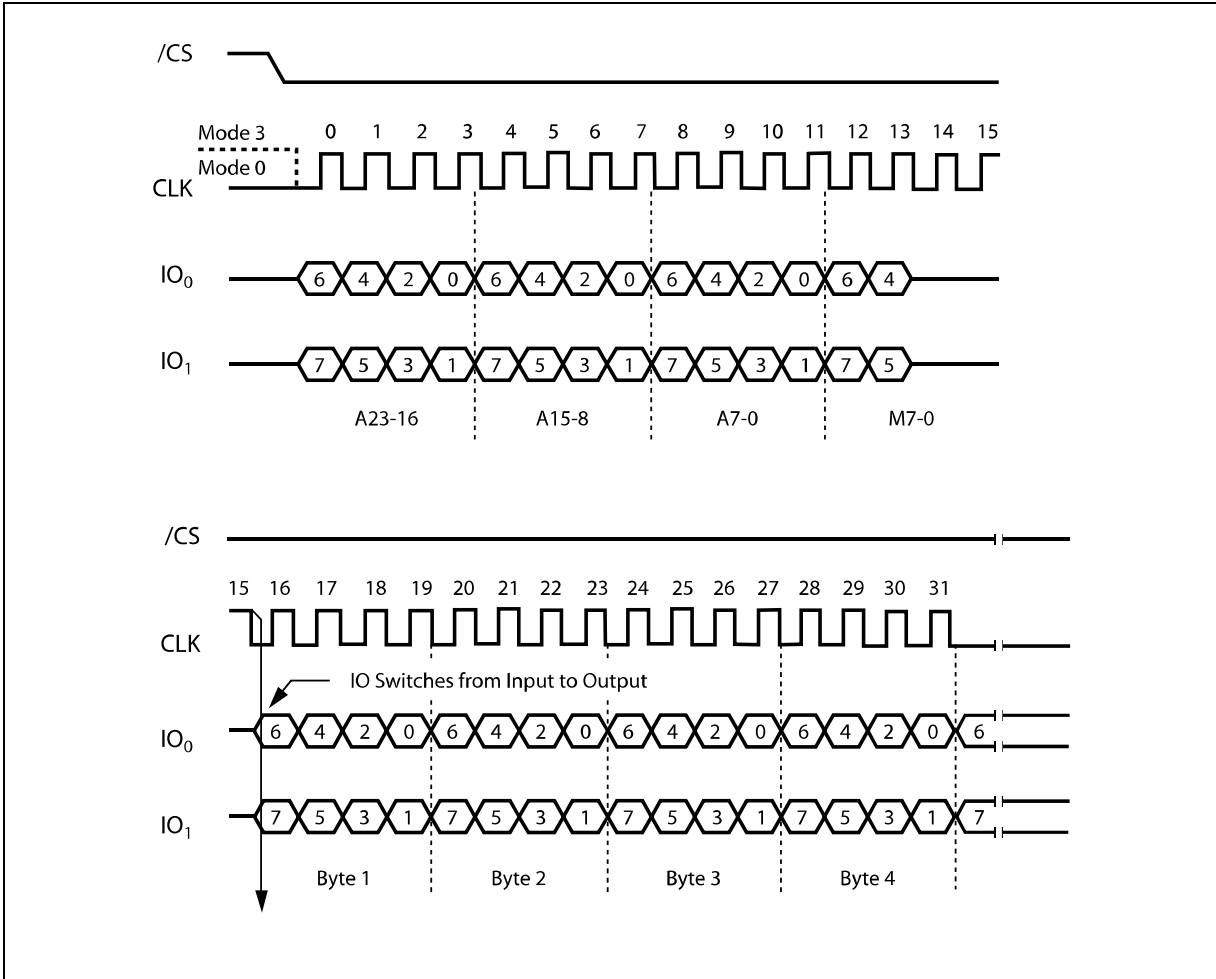 /CS
Mode 3
0 1 2 3 4 5 6 7 8 9 10 11 12 13 14 15
Mode 0
CLK
IO0 6 4 2 0 6 4 2 0 6 4 2 0 6 4
IO1 7 5 3 1 7 5 3 1 7 5 3 1 7 5
A23-16 A15-8 A7-0 M7-0
/CS
15 16 17 18 19 20 21 22 23 24 25 26 27 28 29 30 31
CLK
IO Switches from Input to Output
IO0 6 4 2 0 6 4 2 0 6 4 2 0 6 4 2 0 6
IO1 7 5 3 1 7 5 3 1 7 5 3 1 7 5 3 1 7
Byte 1 Byte 2 Byte 3 Byte 4